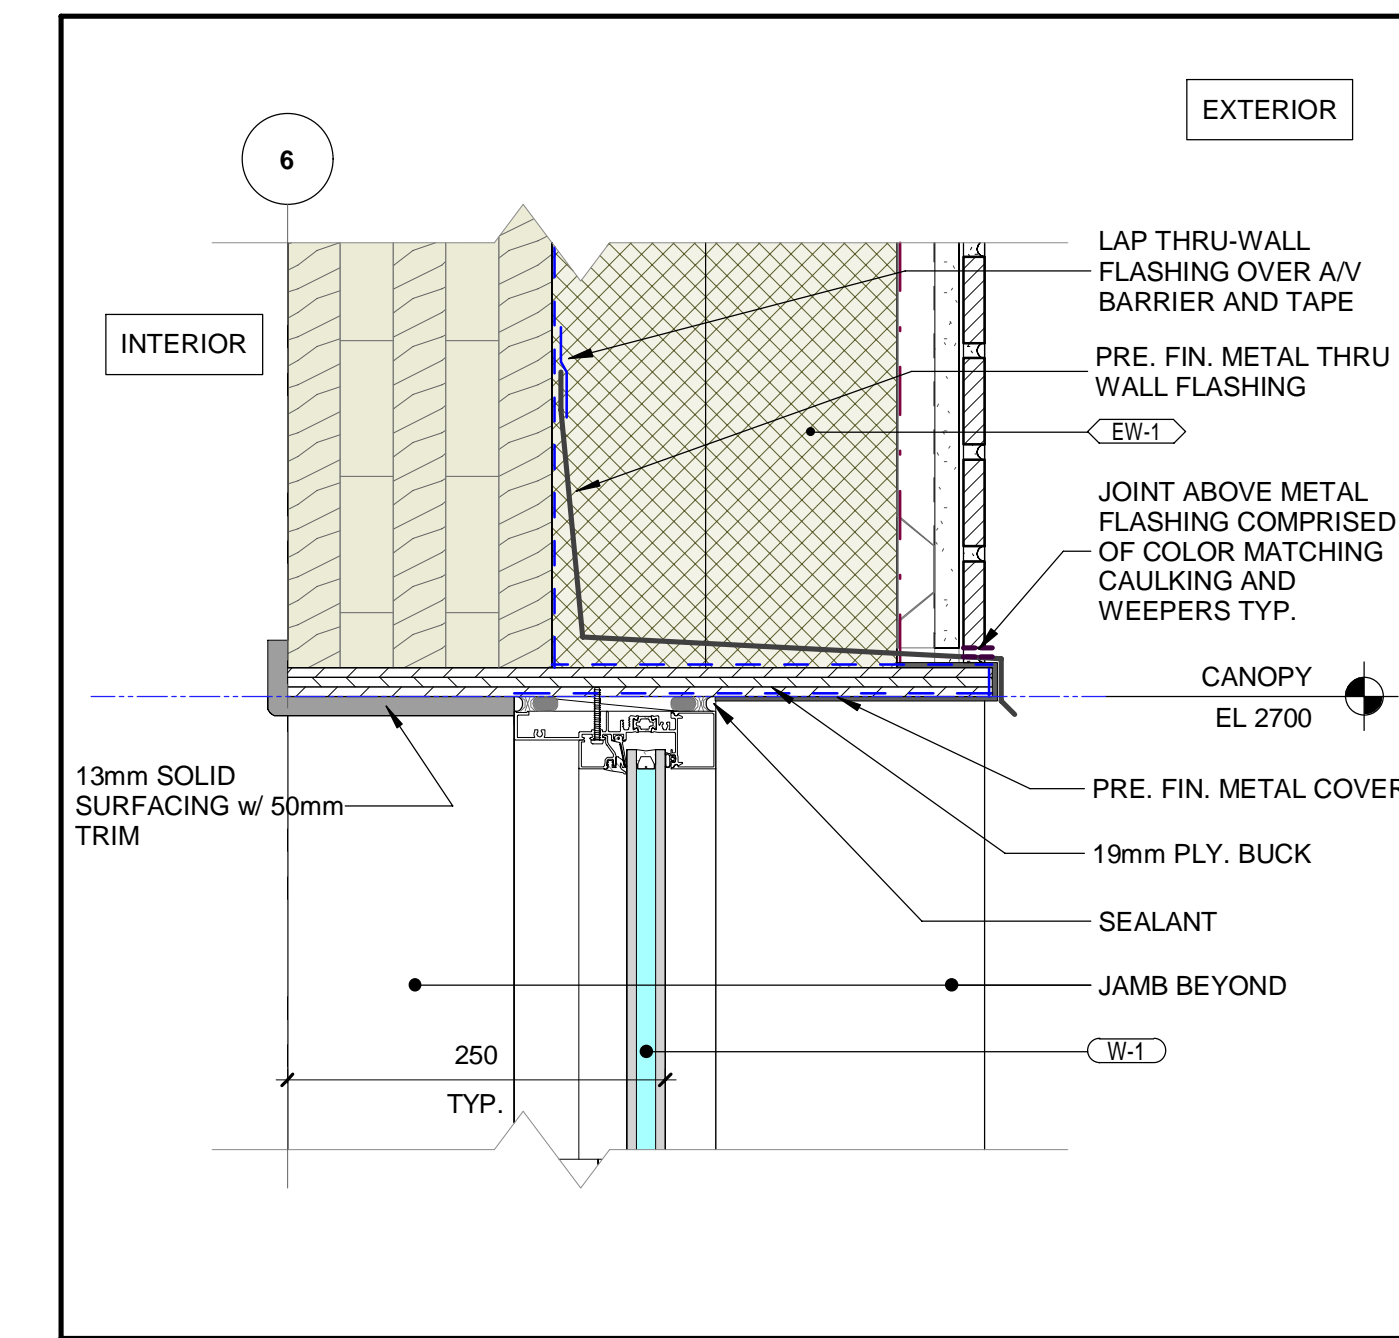 EXTERIOR
6
LAP THRU-WALL
FLASHING OVER A/V
BARRIER AND TAPE
INTERIOR
PRE. FIN. METAL THRU
WALL FLASHING
EW-1
JOINT ABOVE METAL
FLASHING COMPRISED
OF COLOR MATCHING
CAULKING AND
WEEPERS TYP.
CANOPY
EL 2700
13mm SOLID
SURFACING w/ 50mm
TRIM
PRE. FIN. METAL COVER
19mm PLY. BUCK
SEALANT
JAMB BEYOND
W-1
250
TYP.